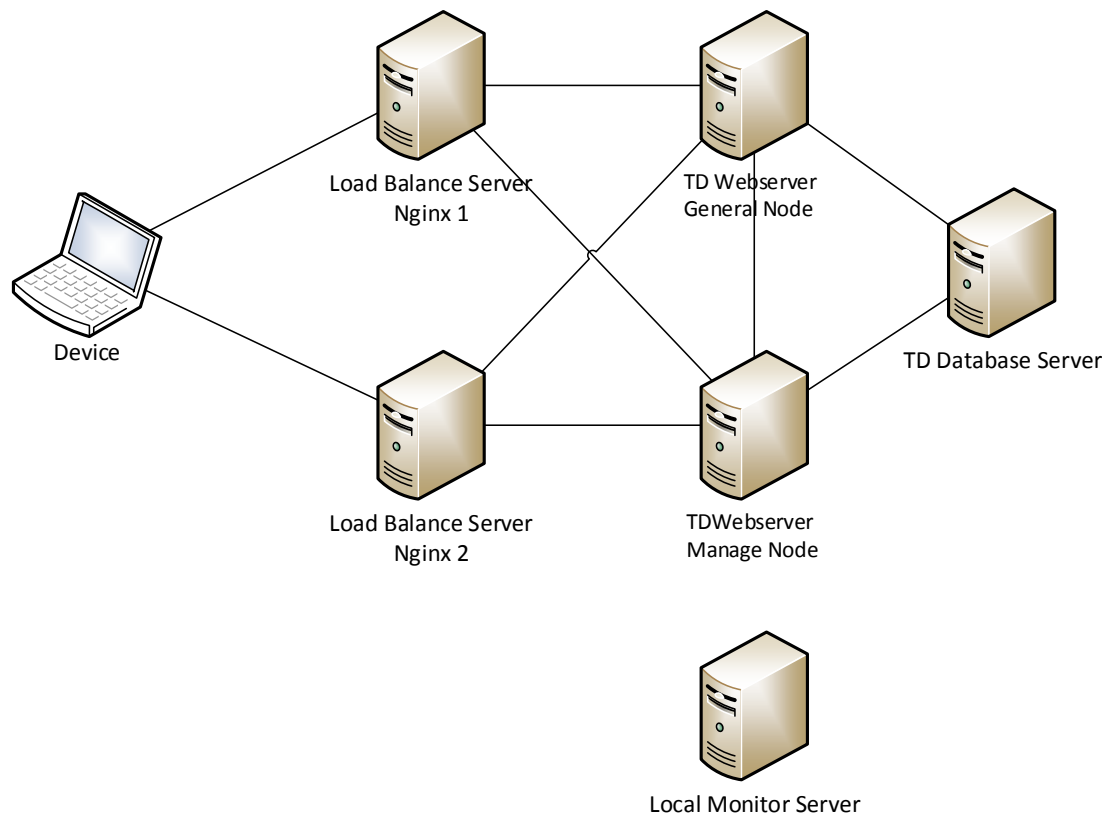 Load Balance Server
Nginx 1
TD Webserver
General Node
Device
TD Database Server
Load Balance Server
Nginx 2
TDWebserver
Manage Node
Local Monitor Server